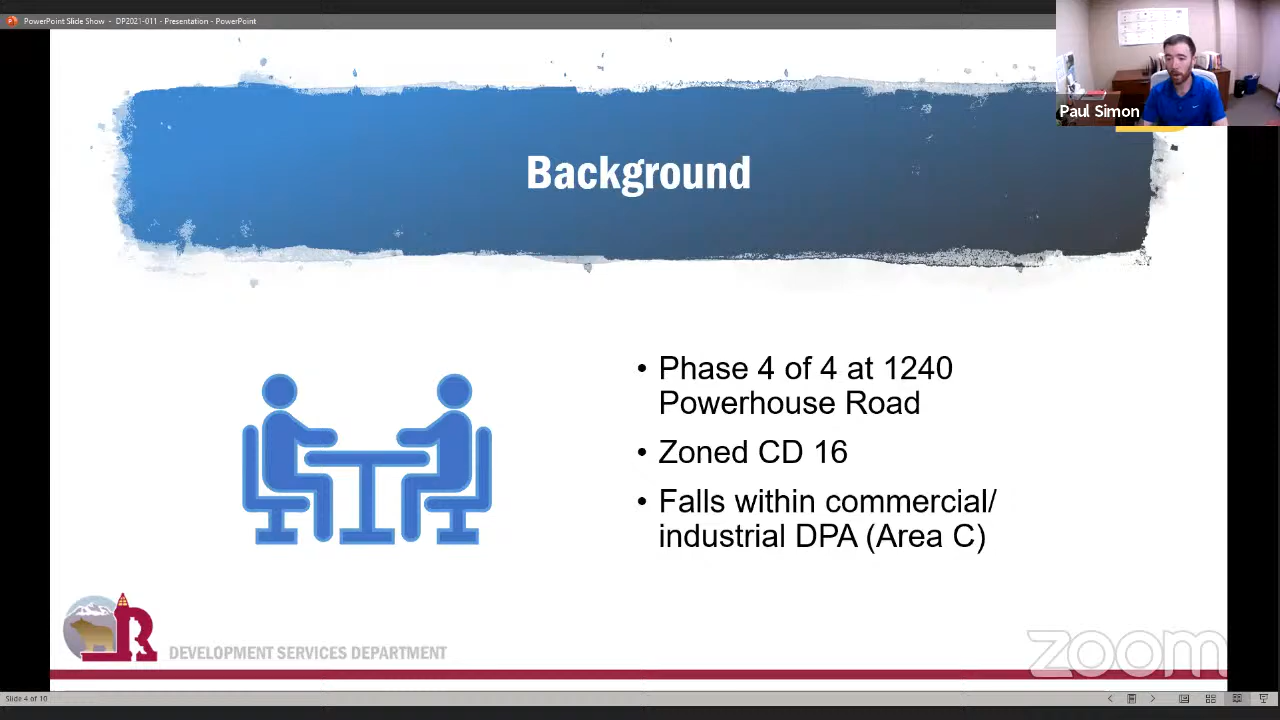 PowerPoint Slide Show - DP2021-011 - Presentation - PowerPoint
Paul Simon
Background
• Phase 4 of 4 at 1240
Powerhouse Road
• Zoned CD 16
• Falls within commercial/
industrial DPA (Area C)
R
DEVELOPMENT SERVICES DEPARTMENT
zoom
Slide 4 of 10